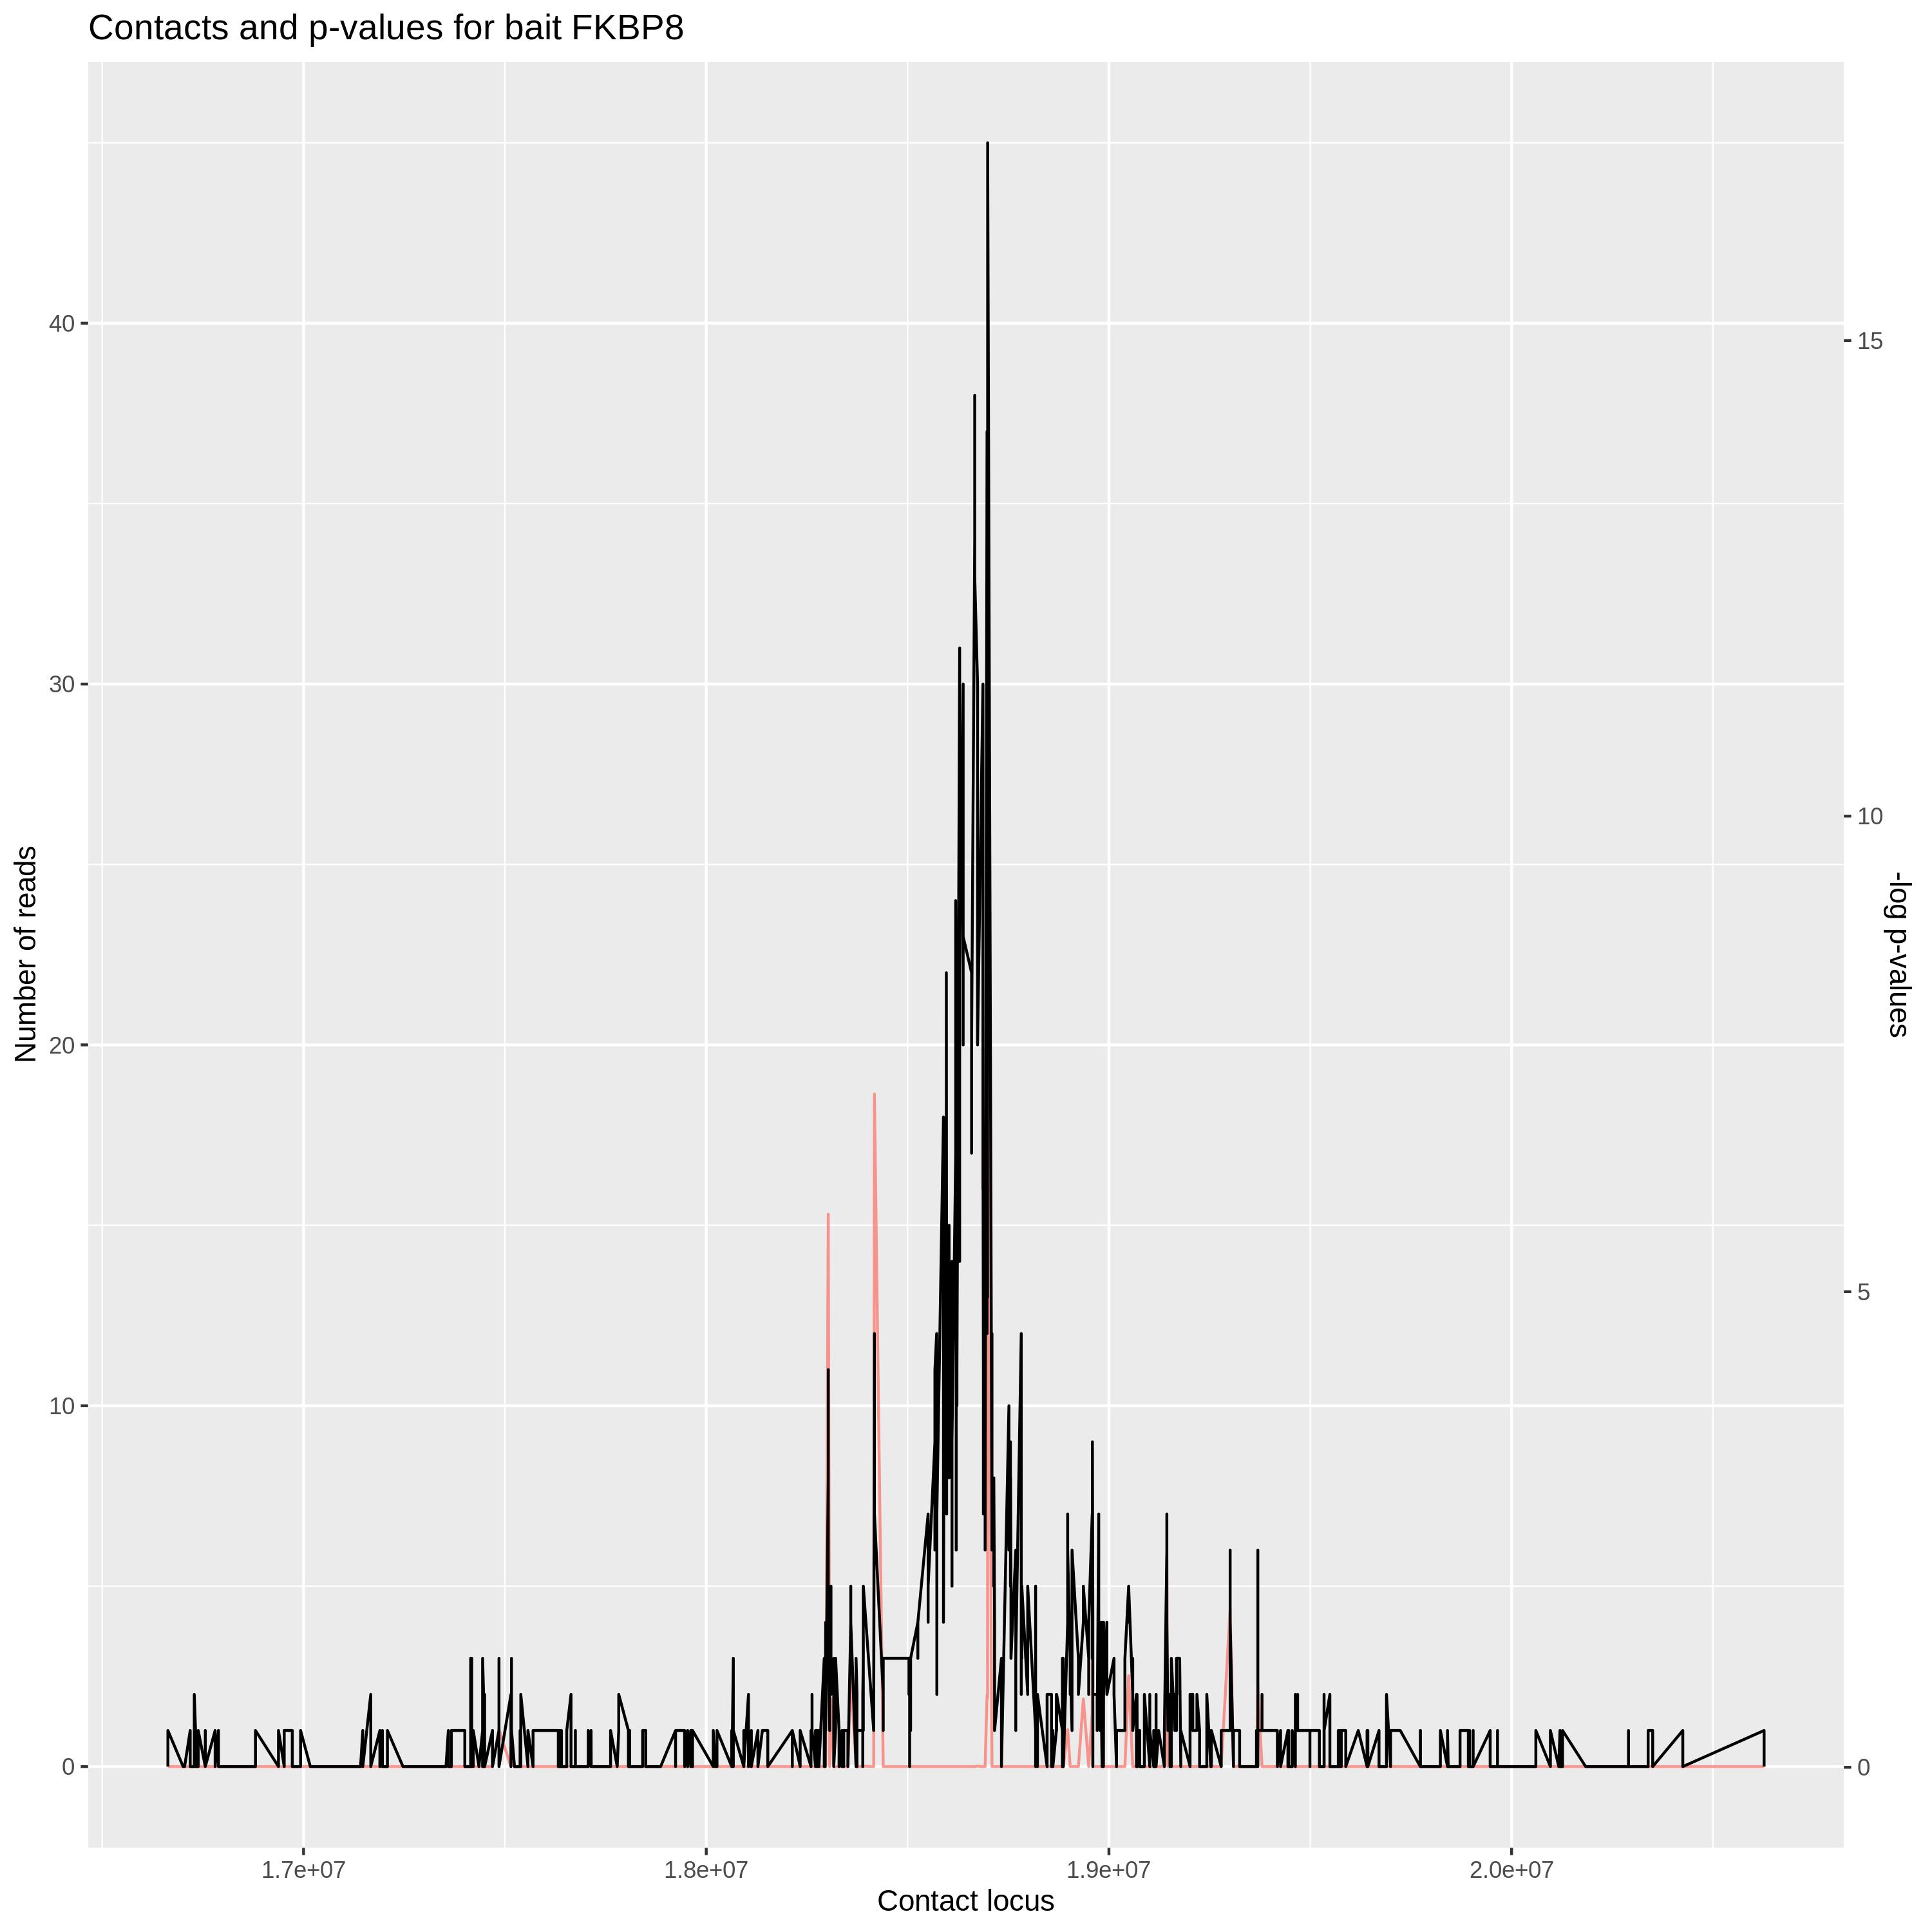 Contacts and p-values for bait FKBP8
Number of reads
40
30
20
10
0
15
10
5
0
-log p-values
1.7e+07 1.8e+07 1.9e+07 2.0e+07
Contact locus